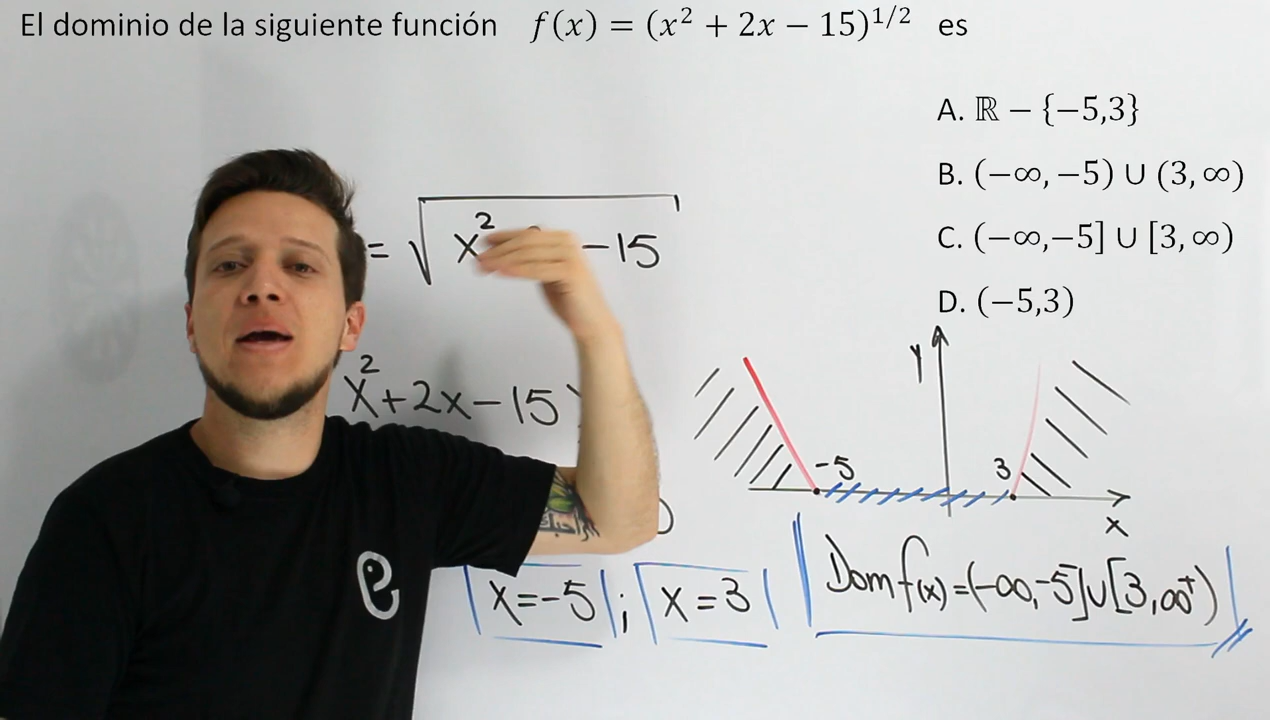 El dominio de la siguiente función f(x) = (x² + 2x − 15)^{1/2} es
A. ℝ − {−5,3}
B. (−∞, −5) ∪ (3, ∞)
C. (−∞,−5] ∪ [3, ∞)
D. (−5,3)
= √ x² −15
x²+2x−15
Y
-5
3
x
x=-5 ; x=3
Dom f(x)=(-∞,-5]∪[3,∞⁺)
e